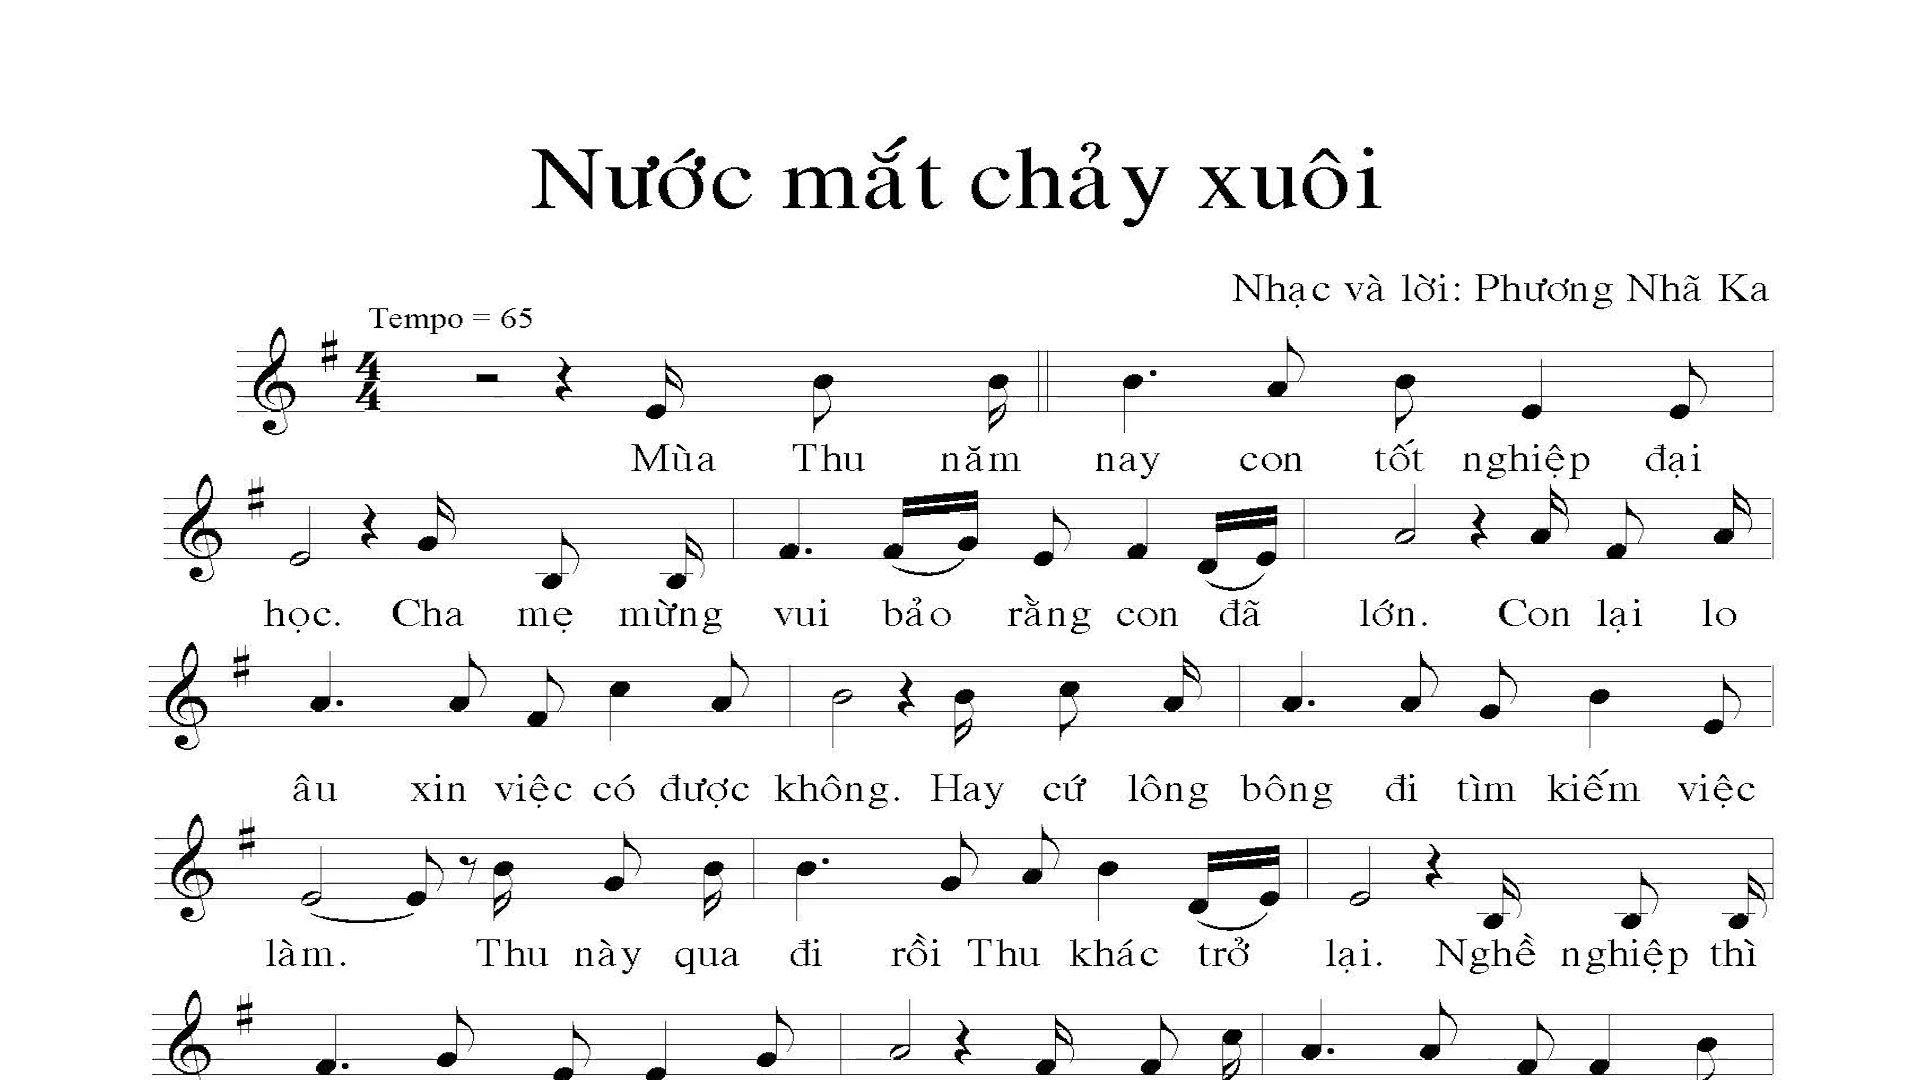 Nước mắt chảy xuôi
Nhạc và lời: Phương Nhã Ka
Tempo = 65
4
4
Mùa Thu năm nay con tốt nghiệp đại
học. Cha mẹ mừng vui bảo rằng con đã lớn. Con lại lo
âu xin việc có được không. Hay cứ lông bông đi tìm kiếm việc
làm. Thu này qua đi rồi Thu khác trở lại. Nghề nghiệp thì